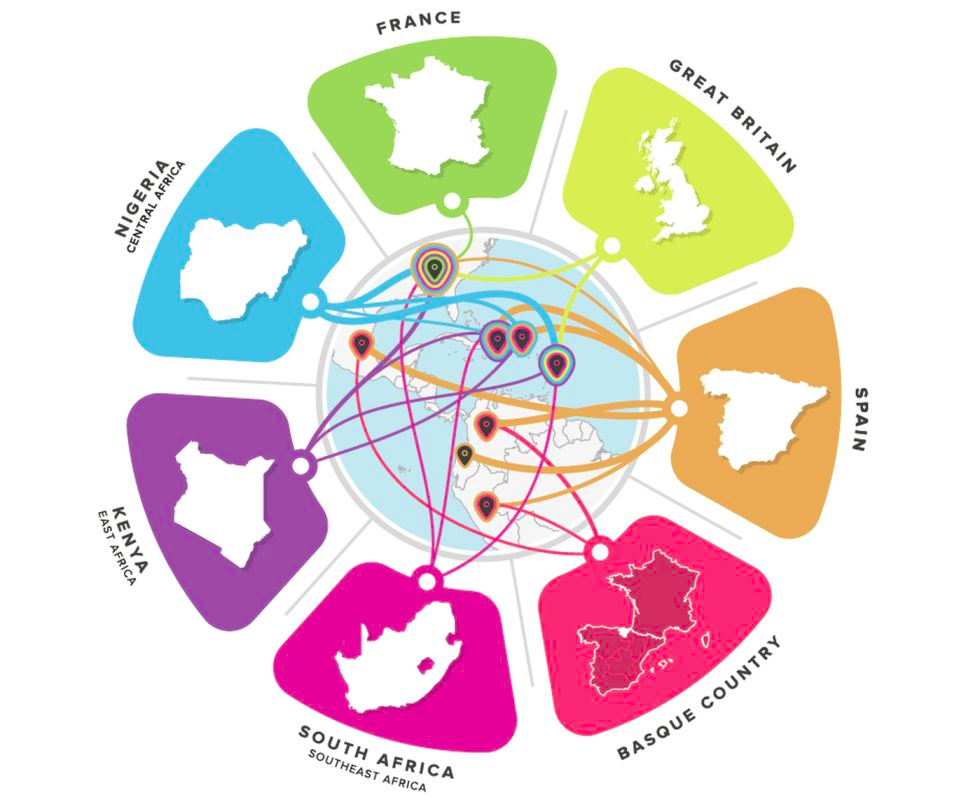 FRANCE
GREAT BRITAIN
NIGERIA
CENTRAL AFRICA
SPAIN
KENYA
EAST AFRICA
BASQUE COUNTRY
SOUTH AFRICA
SOUTHEAST AFRICA